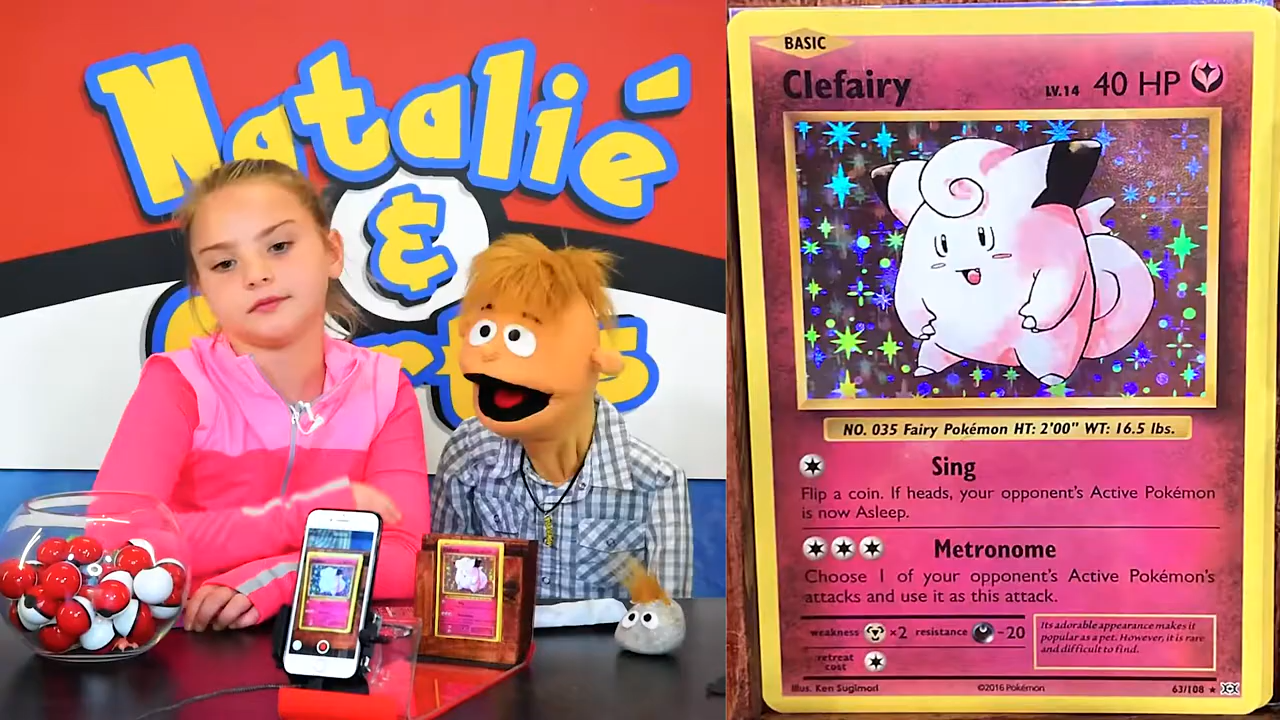 Natalié
&
BASIC
Clefairy LV.14 40 HP
NO. 035 Fairy Pokémon HT: 2'00" WT: 16.5 lbs.
Sing
Flip a coin. If heads, your opponent's Active Pokémon
is now Asleep.
Metronome
Choose 1 of your opponent's Active Pokémon's
attacks and use it as this attack.
weakness ×2 resistance -20
retreat
cost
Its adorable appearance makes it
popular as a pet. However, it is rare
and difficult to find.
Illus. Ken Sugimori ©2016 Pokémon 63/108